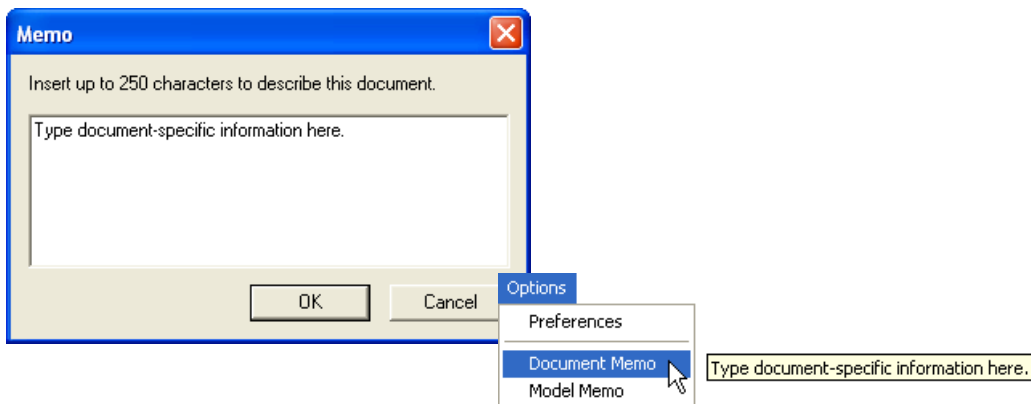 Memo
Insert up to 250 characters to describe this document.
Type document-specific information here.
OK Cancel
Options
Preferences
Document Memo
Type document-specific information here.
Model Memo